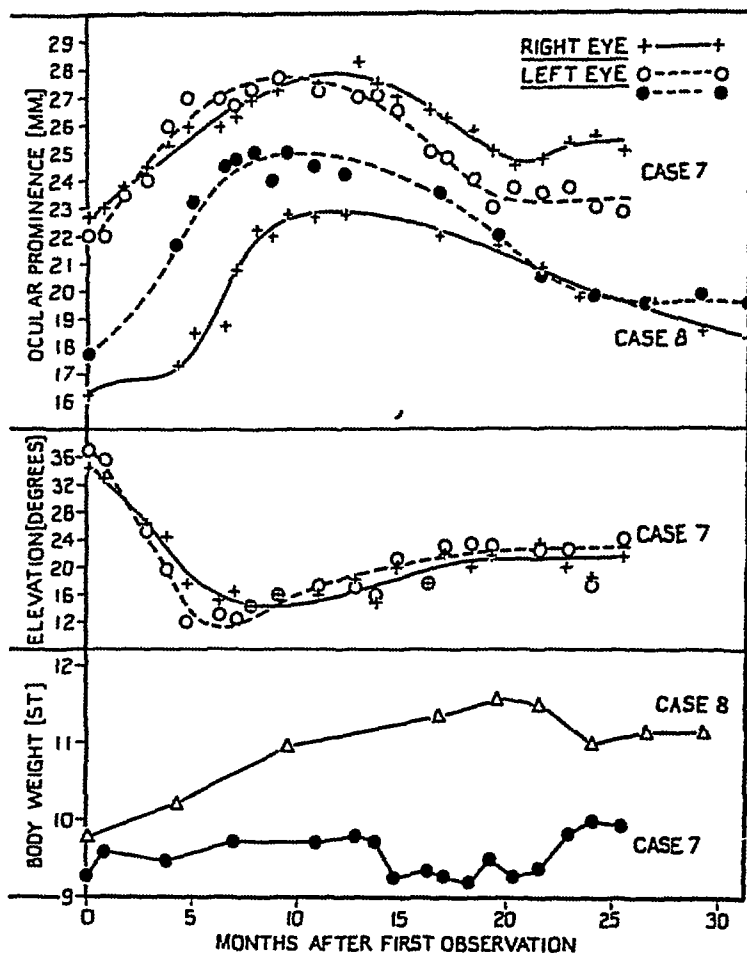 OCULAR PROMINENCE [MM.]
29
28
27
26
25
24
23
22
21
20
19
18
17
16
RIGHT EYE
LEFT EYE
CASE 7
CASE 8
ELEVATION [DEGREES]
36
32
28
24
20
16
12
CASE 7
BODY WEIGHT [ST]
12
11
10
9
CASE 8
CASE 7
0 5 10 15 20 25 30
MONTHS AFTER FIRST OBSERVATION